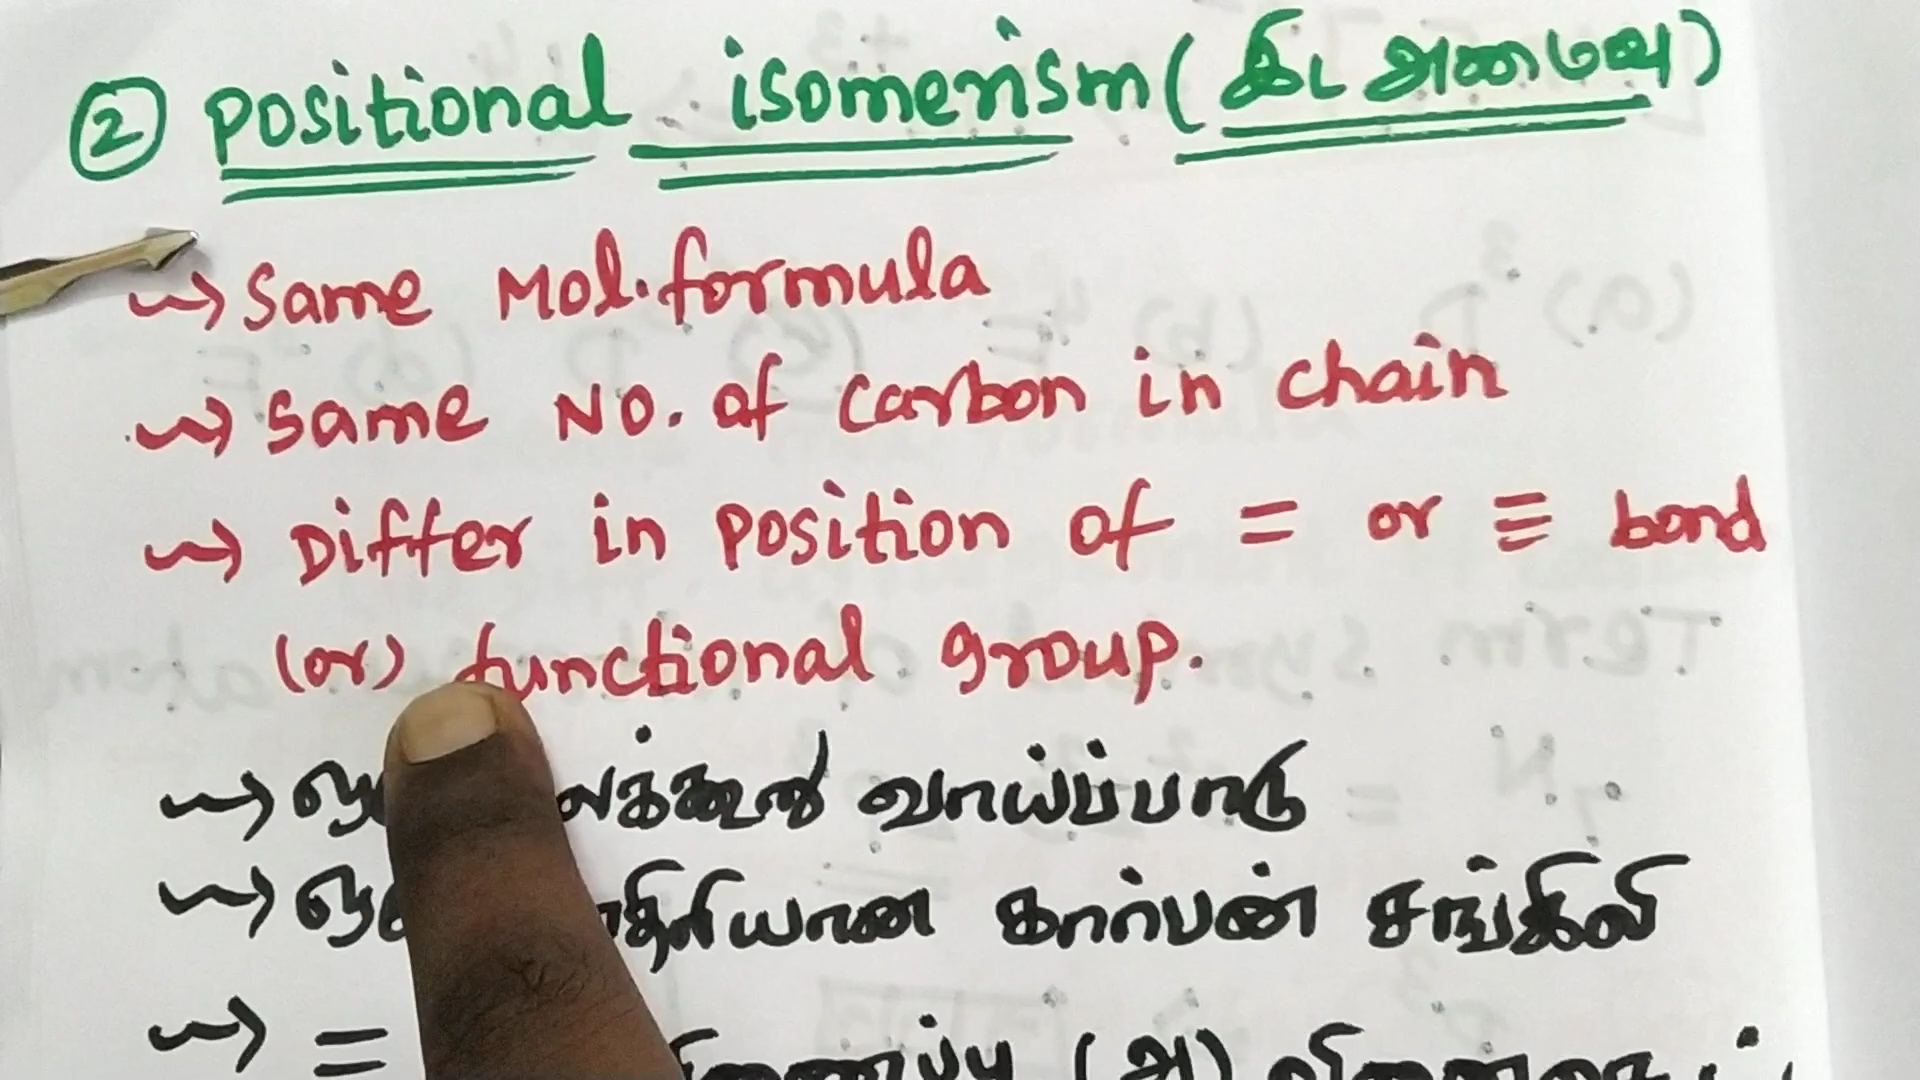 ② Positional isomerism (இட அணமைவு)
→ Same Mol. formula
→ Same NO. of carbon in chain
→ Differ in position of = or ≡ bond
(or) functional group.
→ வாய்ப்பாடு
→ கார்பன் சங்கிலி
→ = (அ)